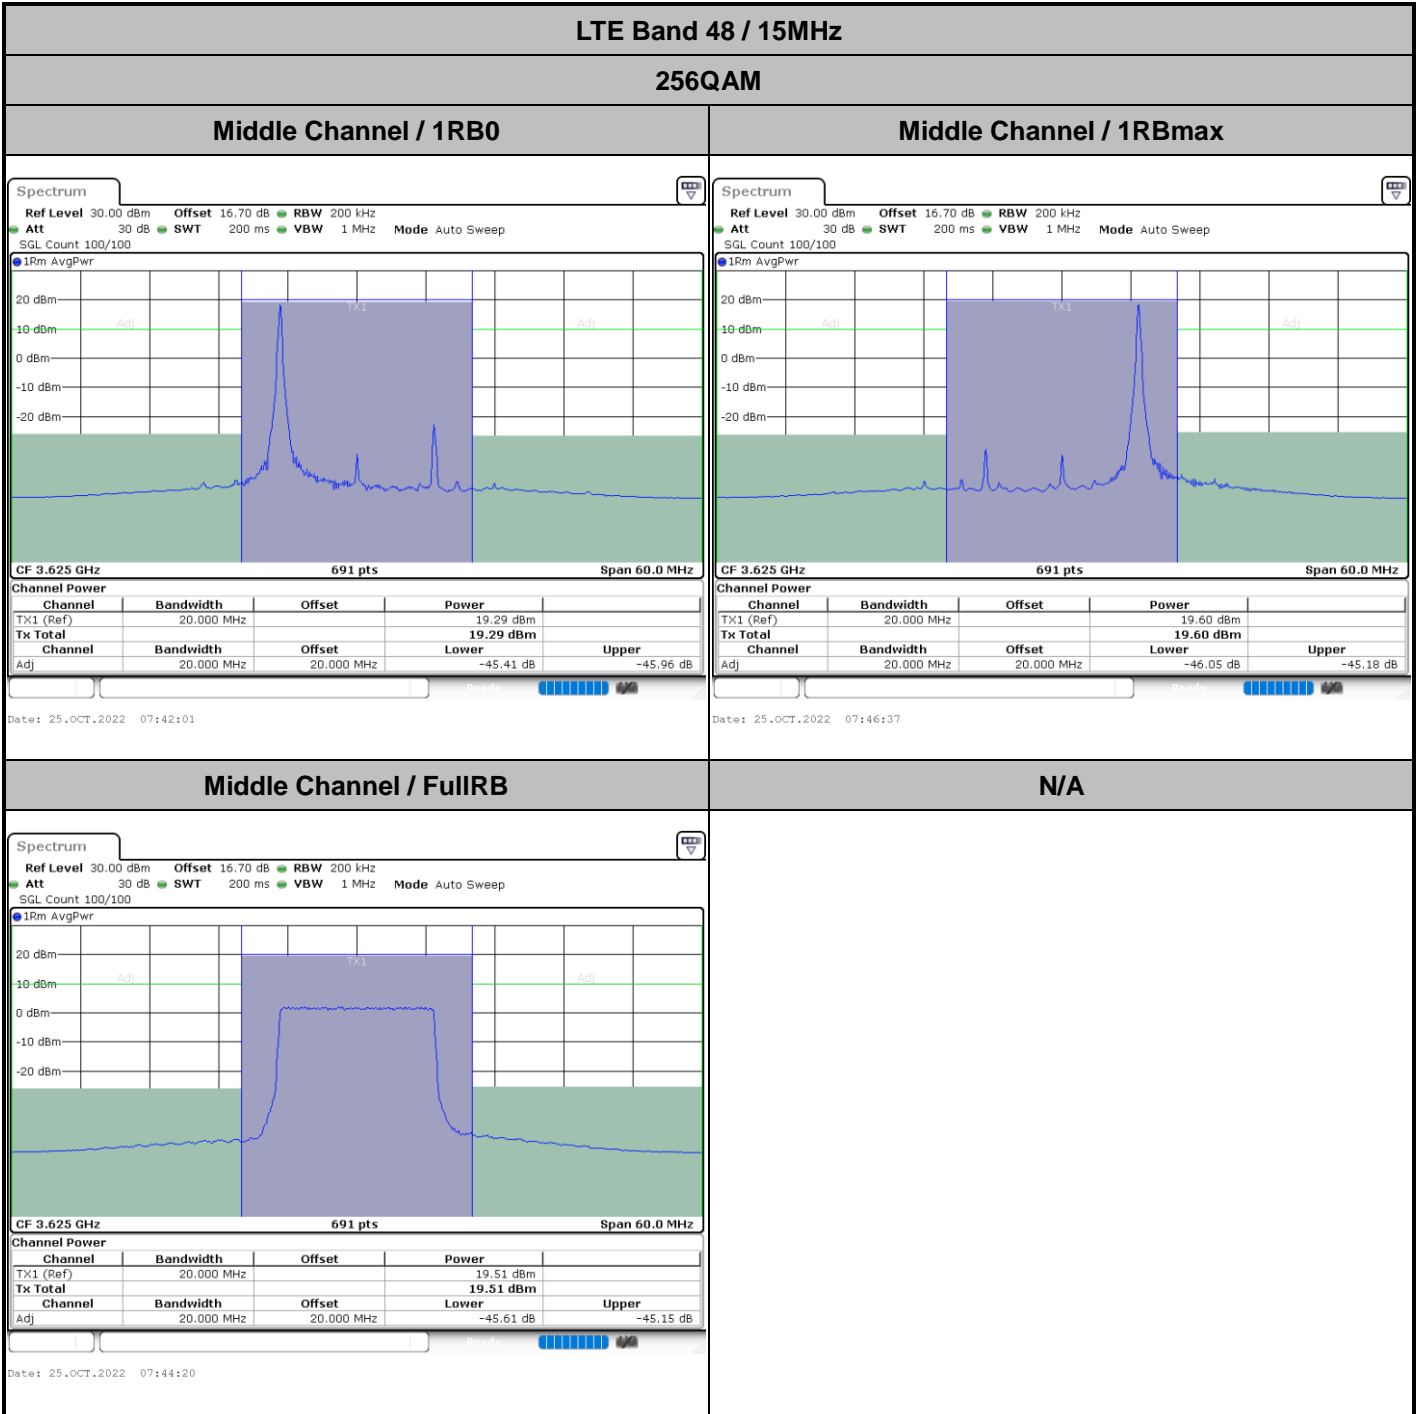 LTE Band 48 / 15MHz
256QAM
Middle Channel / 1RB0
Middle Channel / 1RBmax
Spectrum
Ref Level 30.00 dBm Offset 16.70 dB RBW 200 kHz
Att 30 dB SWT 200 ms VBW 1 MHz Mode Auto Sweep
SGL Count 100/100
1Rm AvgPwr
TX1
20 dBm
Adj Adj
10 dBm
0 dBm
-10 dBm
-20 dBm
CF 3.625 GHz 691 pts Span 60.0 MHz
Channel Power
Channel Bandwidth Offset Power
TX1 (Ref) 20.000 MHz 19.29 dBm
Tx Total 19.29 dBm
Channel Bandwidth Offset Lower Upper
Adj 20.000 MHz 20.000 MHz -45.41 dB -45.96 dB
Ready
Date: 25.OCT.2022 07:42:01
Spectrum
Ref Level 30.00 dBm Offset 16.70 dB RBW 200 kHz
Att 30 dB SWT 200 ms VBW 1 MHz Mode Auto Sweep
SGL Count 100/100
1Rm AvgPwr
TX1
20 dBm
Adj Adj
10 dBm
0 dBm
-10 dBm
-20 dBm
CF 3.625 GHz 691 pts Span 60.0 MHz
Channel Power
Channel Bandwidth Offset Power
TX1 (Ref) 20.000 MHz 19.60 dBm
Tx Total 19.60 dBm
Channel Bandwidth Offset Lower Upper
Adj 20.000 MHz 20.000 MHz -46.05 dB -45.18 dB
Ready
Date: 25.OCT.2022 07:46:37
Middle Channel / FullRB
N/A
Spectrum
Ref Level 30.00 dBm Offset 16.70 dB RBW 200 kHz
Att 30 dB SWT 200 ms VBW 1 MHz Mode Auto Sweep
SGL Count 100/100
1Rm AvgPwr
20 dBm
TX1
Adj Adj
10 dBm
0 dBm
-10 dBm
-20 dBm
CF 3.625 GHz 691 pts Span 60.0 MHz
Channel Power
Channel Bandwidth Offset Power
TX1 (Ref) 20.000 MHz 19.51 dBm
Tx Total 19.51 dBm
Channel Bandwidth Offset Lower Upper
Adj 20.000 MHz 20.000 MHz -45.61 dB -45.15 dB
Ready
Date: 25.OCT.2022 07:44:20